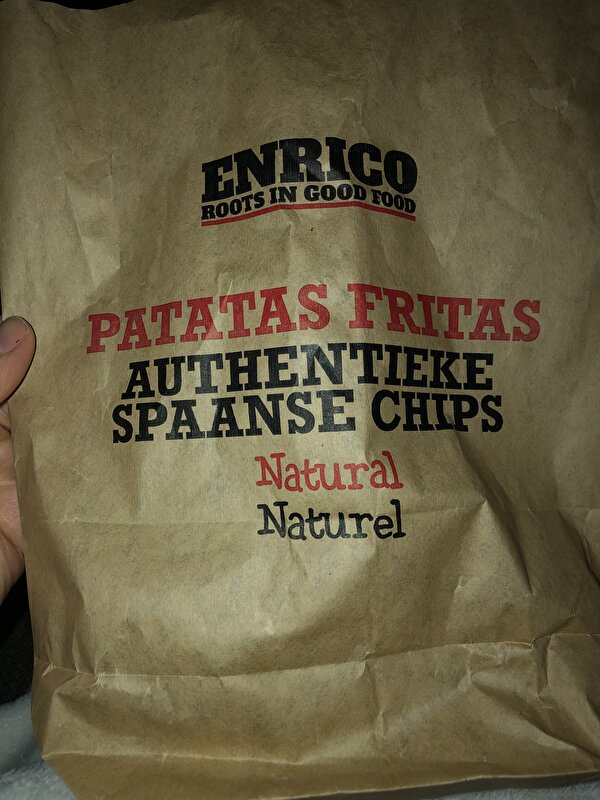 ENRICO
ROOTS IN GOOD FOOD
PATATAS FRITAS
AUTHENTIEKE
SPAANSE CHIPS
Natural
Naturel